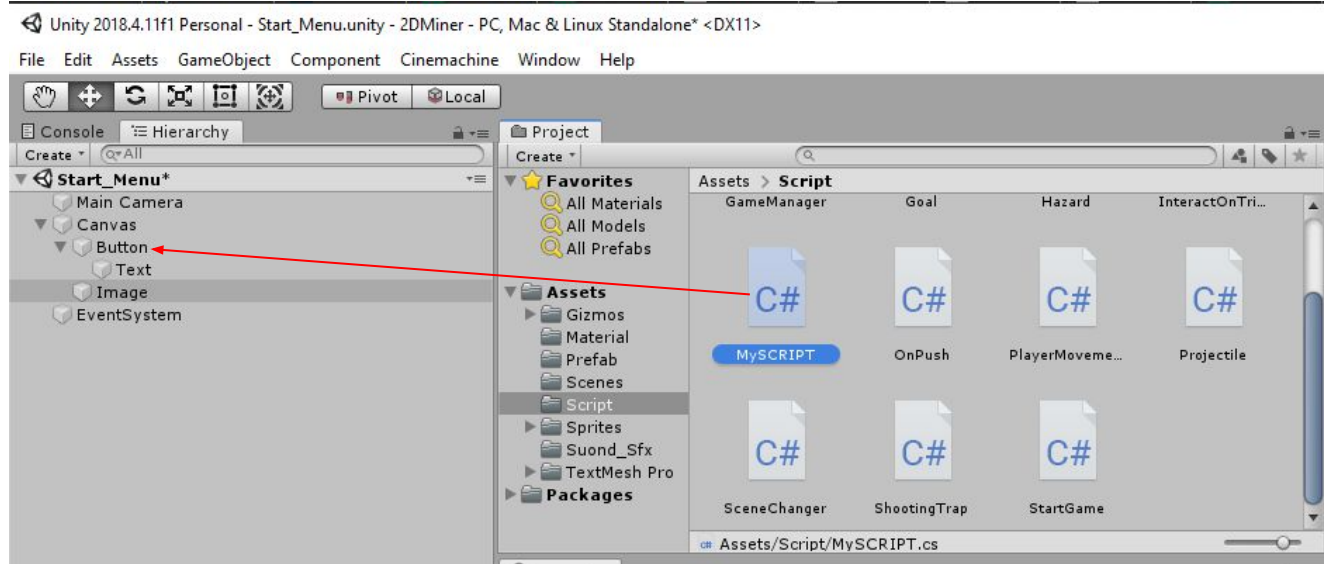 Unity 2018.4.11f1 Personal - Start_Menu.unity - 2DMiner - PC, Mac & Linux Standalone* <DX11>
File Edit Assets GameObject Component Cinemachine Window Help
Pivot Local
Console Hierarchy
Create All
Start_Menu*
Main Camera
Canvas
Button
Text
Image
EventSystem
Project
Create
Favorites
All Materials
All Models
All Prefabs
Assets
Gizmos
Material
Prefab
Scenes
Script
Sprites
Suond_Sfx
TextMesh Pro
Packages
Assets > Script
GameManager Goal Hazard InteractOnTri...
C# C# C# C#
MySCRIPT OnPush PlayerMoveme... Projectile
C# C# C#
SceneChanger ShootingTrap StartGame
c# Assets/Script/MySCRIPT.cs